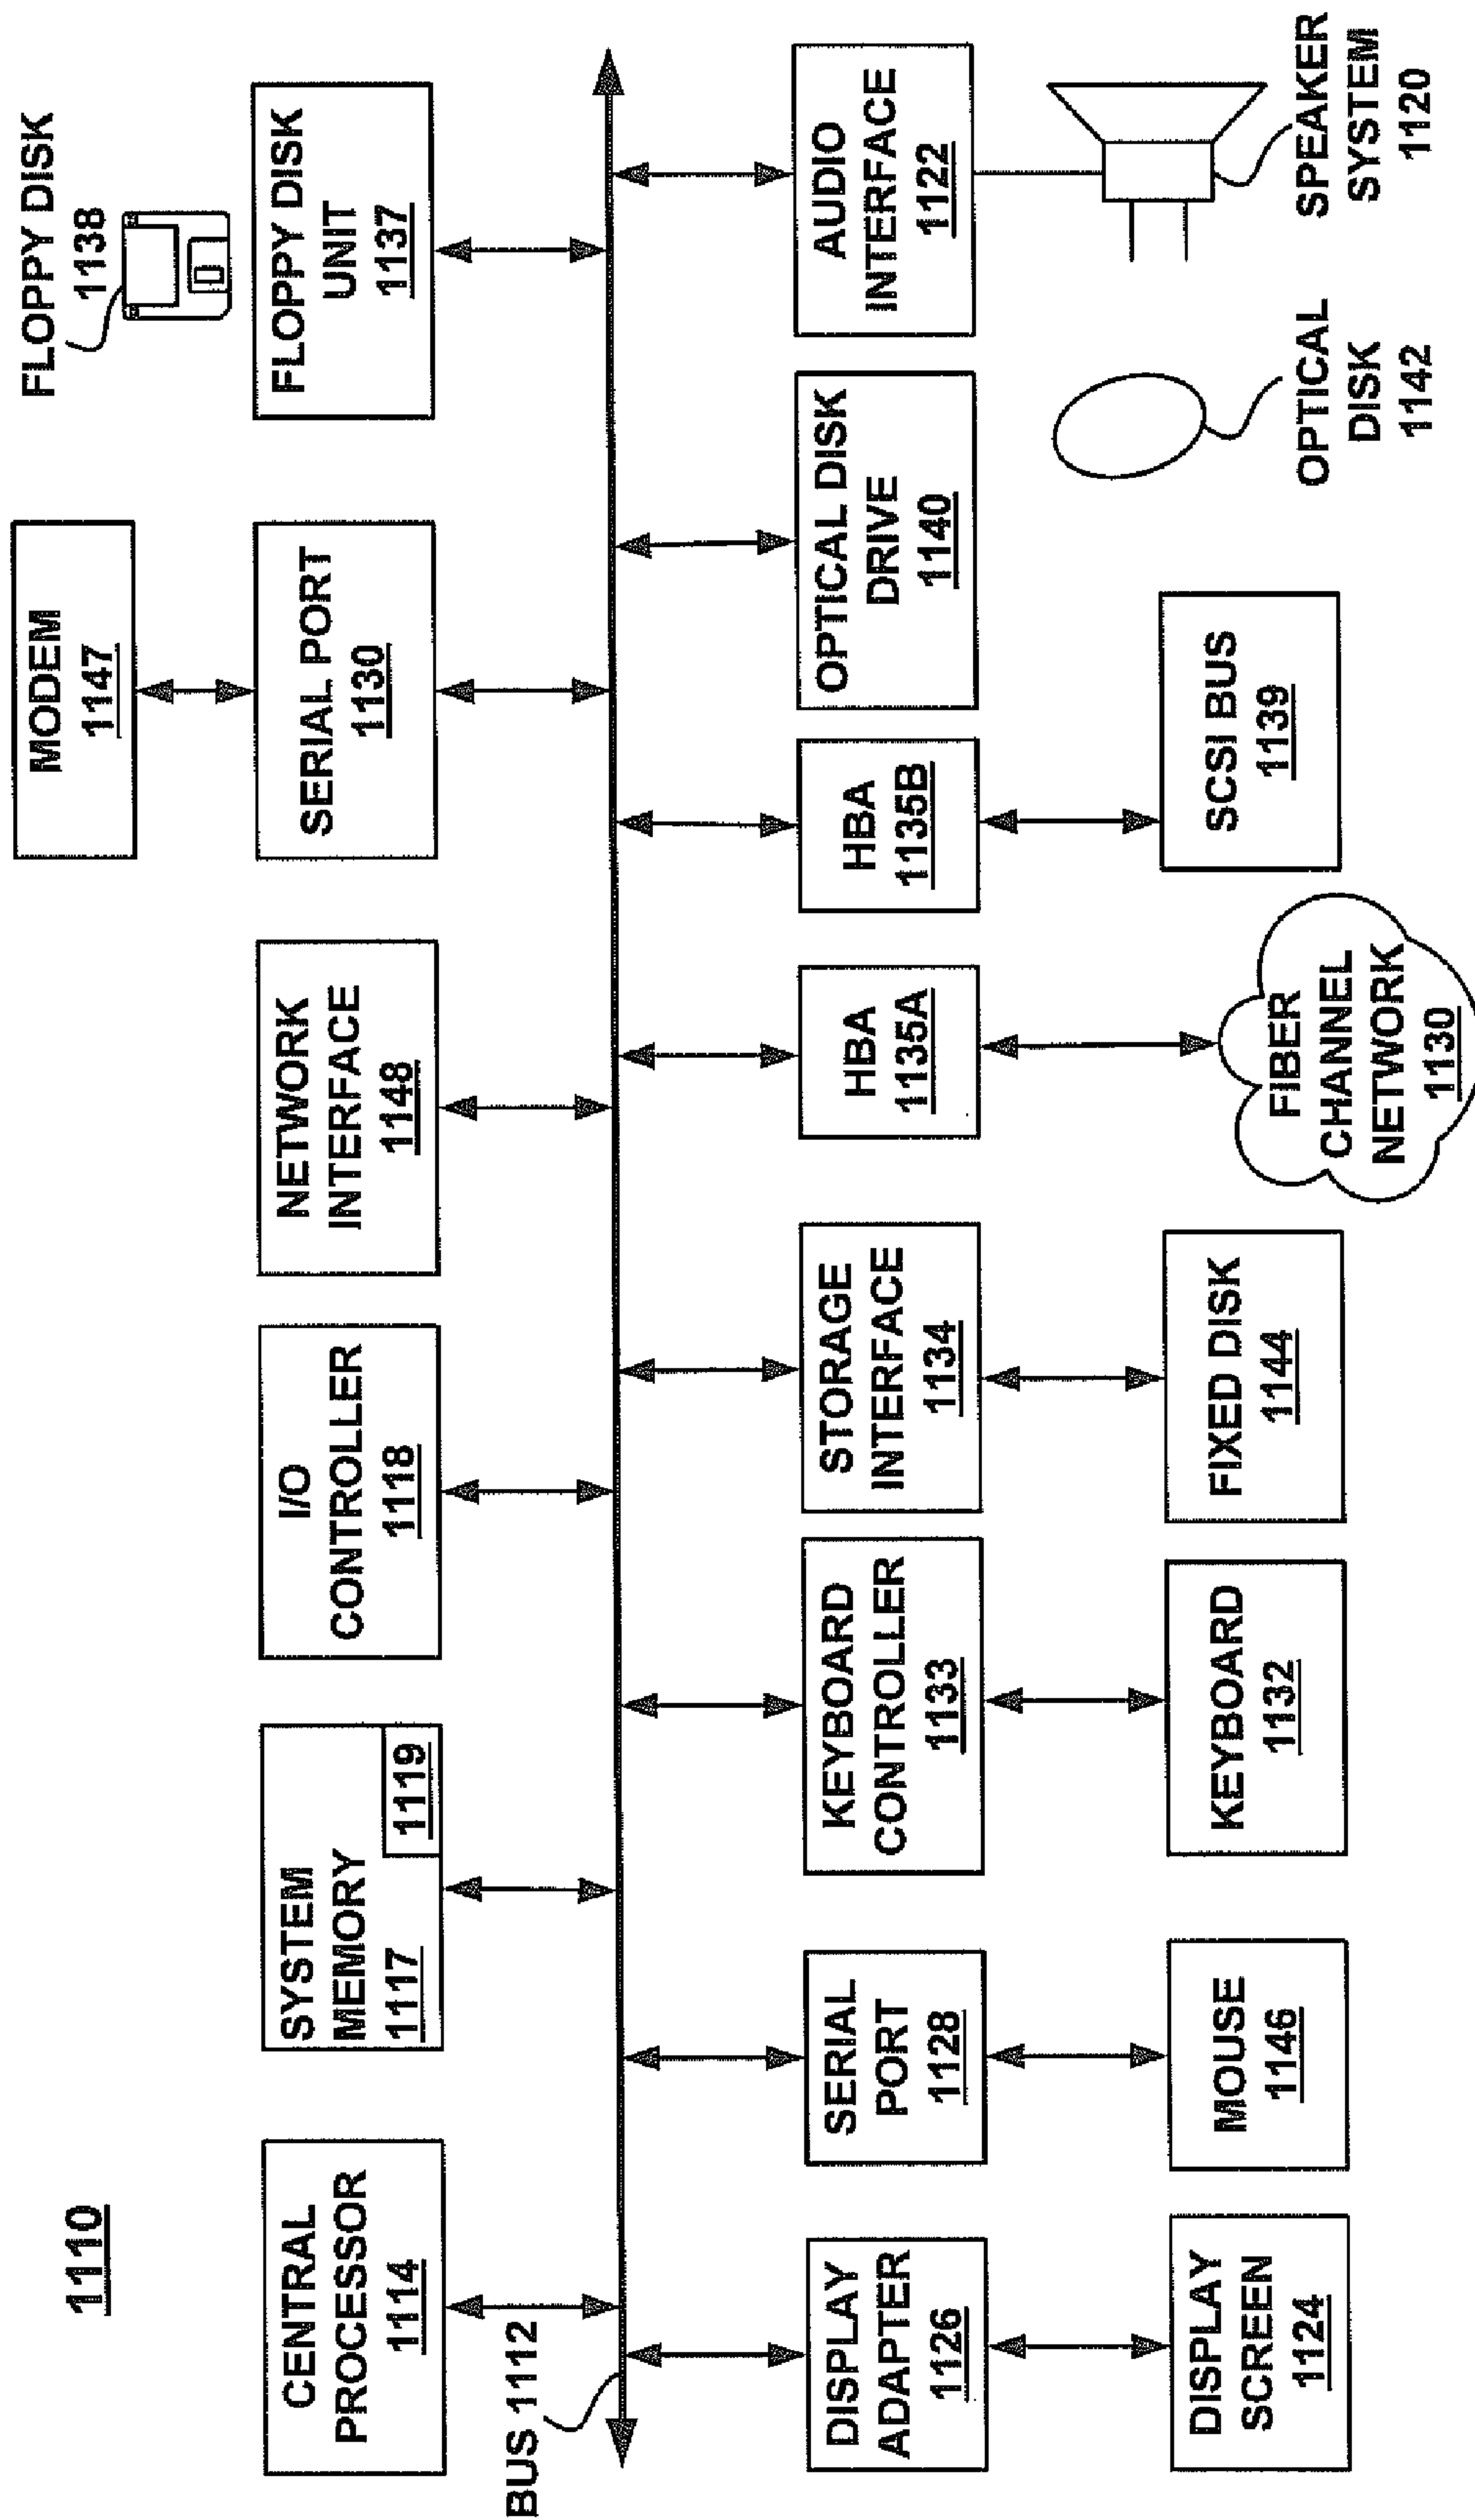 1110
FLOPPY DISK
1138
MODEM
1147
CENTRAL
PROCESSOR
1114
SYSTEM
MEMORY
1117
1119
I/O
CONTROLLER
1118
NETWORK
INTERFACE
1148
SERIAL PORT
1130
FLOPPY DISK
UNIT
1137
BUS 1112
DISPLAY
ADAPTER
1126
SERIAL
PORT
1128
KEYBOARD
CONTROLLER
1133
STORAGE
INTERFACE
1134
HBA
1135A
HBA
1135B
OPTICAL DISK
DRIVE
1140
AUDIO
INTERFACE
1122
DISPLAY
SCREEN
1124
MOUSE
1146
KEYBOARD
1132
FIXED DISK
1144
FIBER
CHANNEL
NETWORK
1130
SCSI BUS
1139
OPTICAL
DISK
1142
SPEAKER
SYSTEM
1120